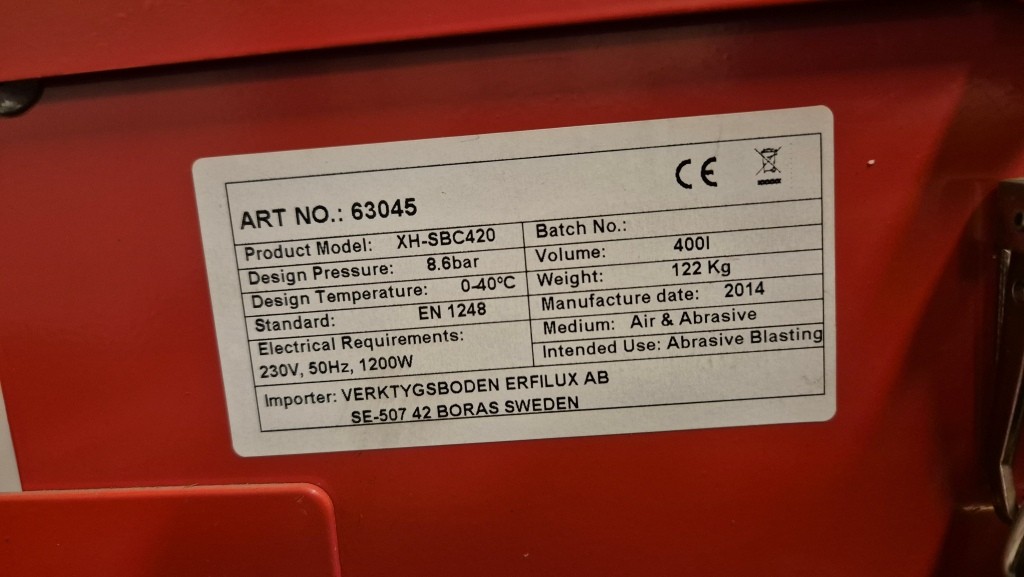 CE
ART NO.: 63045
Product Model: XH-SBC420
Design Pressure: 8.6bar
Design Temperature: 0-40°C
Standard: EN 1248
Electrical Requirements:
230V, 50Hz, 1200W
Batch No.:
Volume: 400l
Weight: 122 Kg
Manufacture date: 2014
Medium: Air & Abrasive
Intended Use: Abrasive Blasting
Importer: VERKTYGSBODEN ERFILUX AB
SE-507 42 BORAS SWEDEN